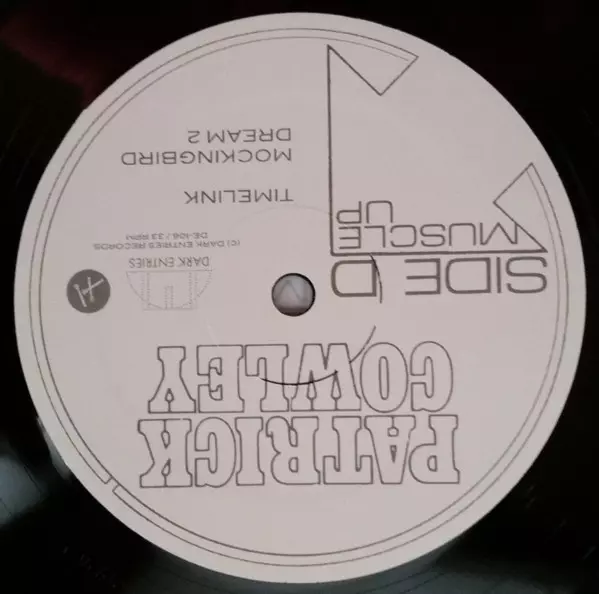 PATRICK
COWLEY
SIDE D
MUSCLE
UP
DARK ENTRIES
(C) DARK ENTRIES RECORDS
DE-106 / 33 RPM
TIMELINK
MOCKINGBIRD
DREAM 2